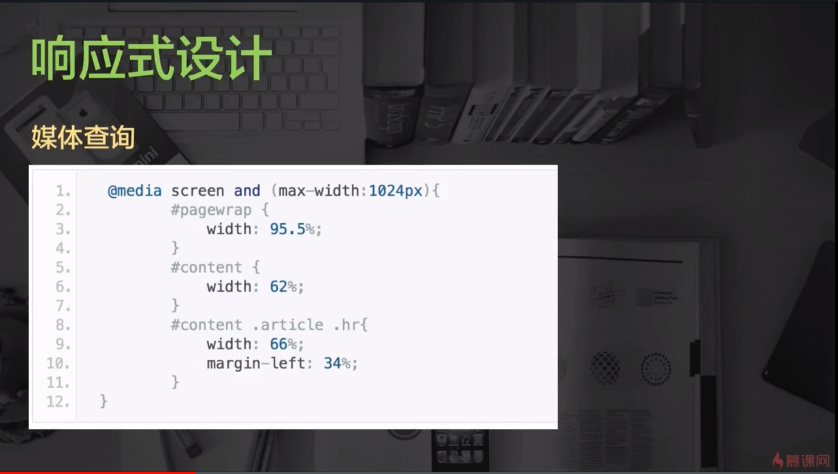 响应式设计
媒体查询
1. @media screen and (max-width:1024px){
2. #pagewrap {
3. width: 95.5%;
4. }
5. #content {
6. width: 62%;
7. }
8. #content .article .hr{
9. width: 66%;
10. margin-left: 34%;
11. }
12. }
慕课网